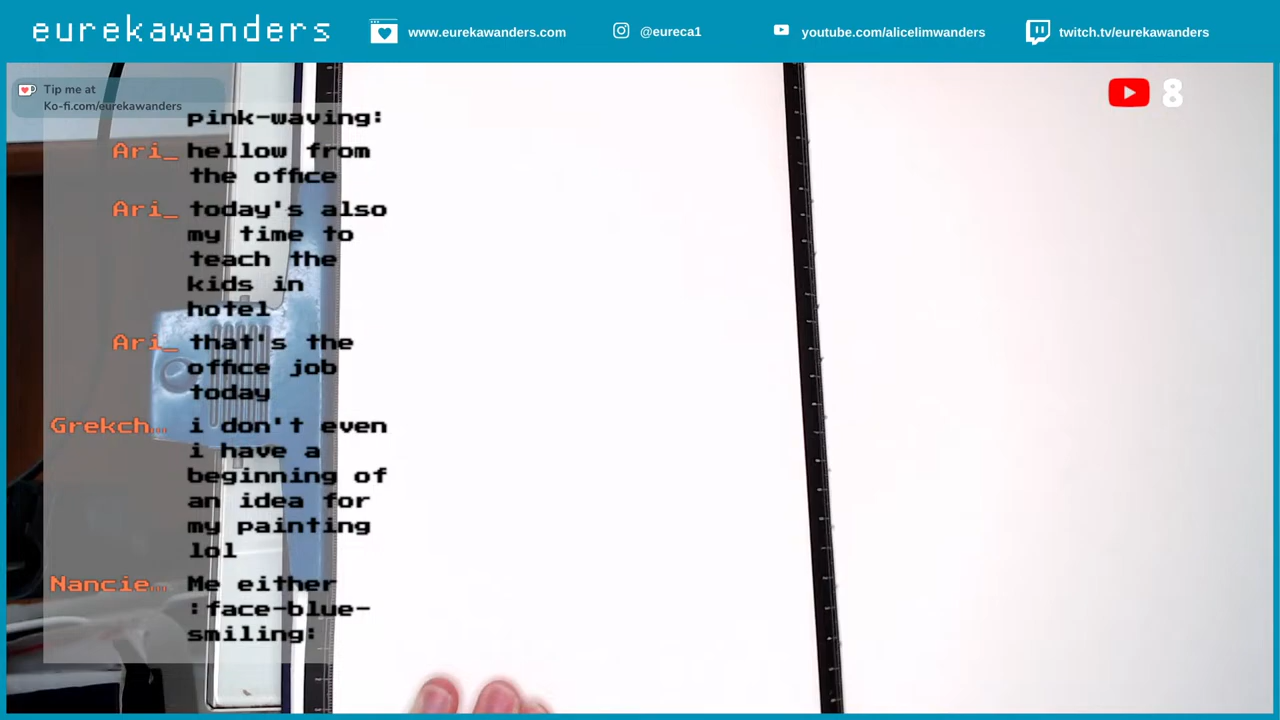 eurekawanders
www.eurekawanders.com
@eureca1
youtube.com/alicelimwanders
twitch.tv/eurekawanders
Tip me at
Ko-fi.com/eurekawanders
8
pink-waving:
Ari_ hellow from
the office
Ari_ today's also
my time to
teach the
kids in
hotel
Ari_ that's the
office job
today
Grekch... i don't even
i have a
beginning of
an idea for
my painting
lol
Nancie... Me either
:face-blue-
smiling: